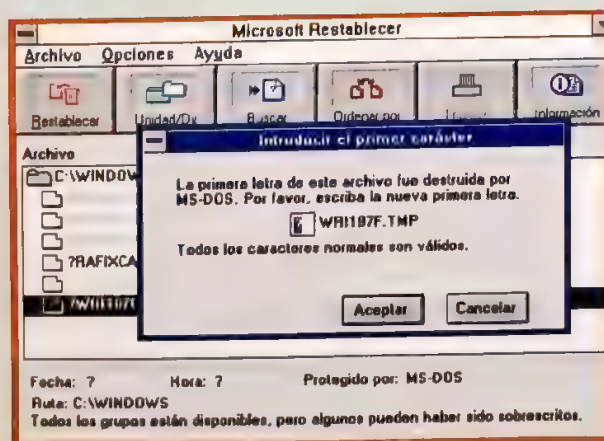 Microsoft Restablecer
Archivo Opciones Ayuda
Restablecer Unidad/Dir Buscar Ordenar por Información
Introducir el primer carácter
Archivo
C:\WINDOW
La primera letra de este archivo fue destruida por
MS-DOS. Por favor, escriba la nueva primera letra.
? WRI187F.TMP
Todos los caracteres normales son válidos.
?RAFIXCA
?WRI187
Aceptar Cancelar
Fecha: ? Hora: ? Protegido por: MS-DOS
Ruta: C:\WINDOWS
Todos los grupos están disponibles, pero algunos pueden haber sido sobrescritos.